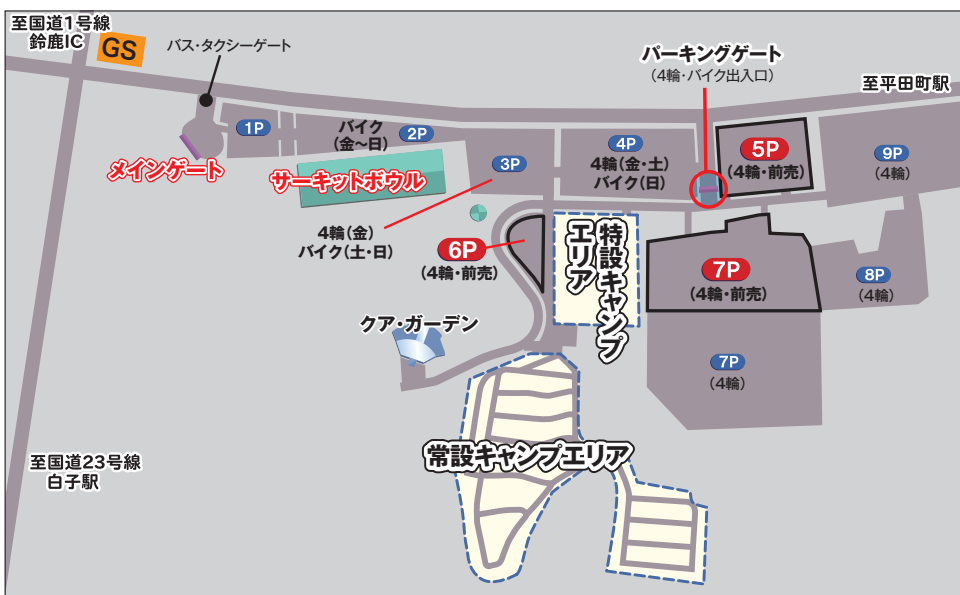 至国道1号線
鈴鹿IC
GS
バス・タクシーゲート
パーキングゲート
(4輪・バイク出入口)
至平田町駅
1P
バイク
(金～日)
2P
3P
4P
4輪(金・土)
バイク(日)
5P
(4輪・前売)
9P
(4輪)
メインゲート
サーキットボウル
4輪(金)
バイク(土・日)
6P
(4輪・前売)
特設キャンプ
エリア
7P
(4輪・前売)
8P
(4輪)
クア・ガーデン
7P
(4輪)
常設キャンプエリア
至国道23号線
白子駅